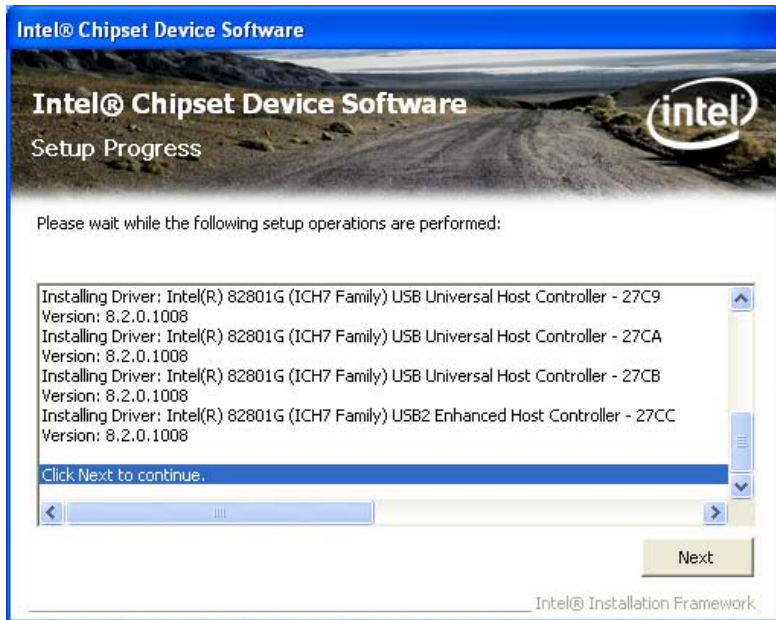 Intel® Chipset Device Software
Intel® Chipset Device Software
intel
Setup Progress
Please wait while the following setup operations are performed:
Installing Driver: Intel(R) 82801G (ICH7 Family) USB Universal Host Controller - 27C9
Version: 8.2.0.1008
Installing Driver: Intel(R) 82801G (ICH7 Family) USB Universal Host Controller - 27CA
Version: 8.2.0.1008
Installing Driver: Intel(R) 82801G (ICH7 Family) USB Universal Host Controller - 27CB
Version: 8.2.0.1008
Installing Driver: Intel(R) 82801G (ICH7 Family) USB2 Enhanced Host Controller - 27CC
Version: 8.2.0.1008
Click Next to continue.
Next
Intel® Installation Framework